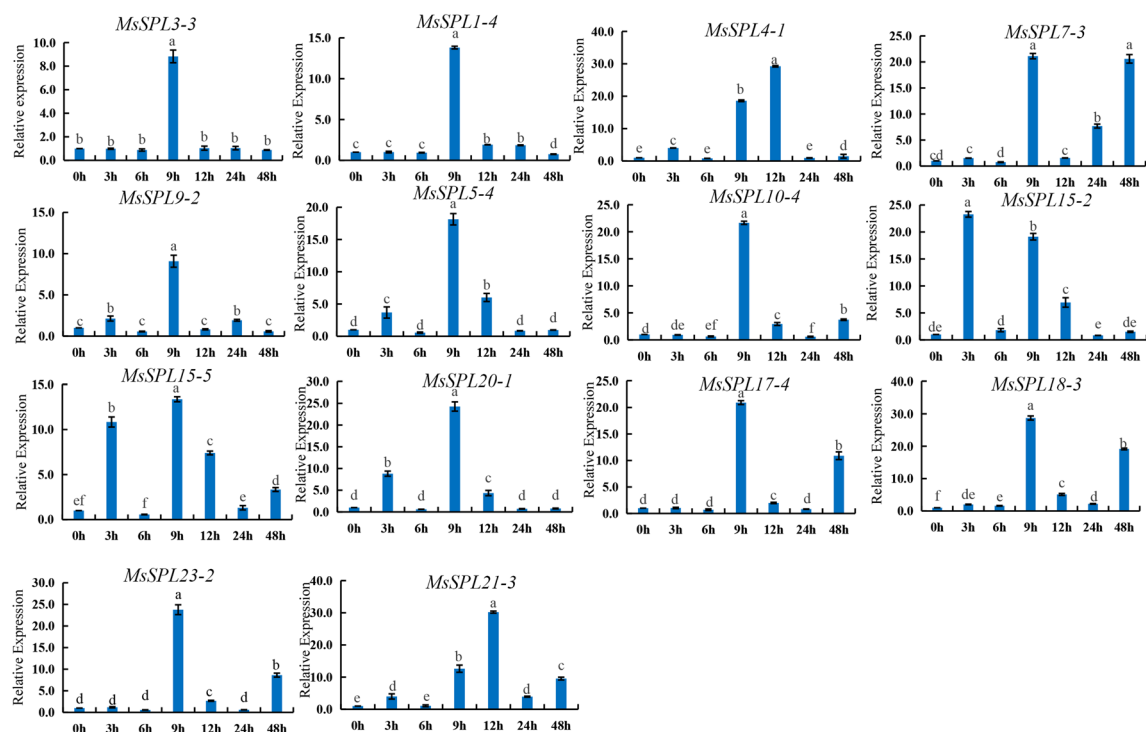 MsSPL3-3
Relative expression
10.0
8.0
6.0
4.0
2.0
0.0
b b b a b b b
0h 3h 6h 9h 12h 24h 48h
MsSPL1-4
Relative Expression
15.0
10.0
5.0
0.0
c c c a b b d
0h 3h 6h 9h 12h 24h 48h
MsSPL4-1
Relative Expression
40.0
30.0
20.0
10.0
0.0
e c e b a e d
0h 3h 6h 9h 12h 24h 48h
MsSPL7-3
Relative Expression
25.0
20.0
15.0
10.0
5.0
0.0
cd c d a c b a
0h 3h 6h 9h 12h 24h 48h
MsSPL9-2
Relative Expression
15.0
10.0
5.0
0.0
c b c a c c c
0h 3h 6h 9h 12h 24h 48h
MsSPL5-4
Relative Expression
20.0
15.0
10.0
5.0
0.0
d c d a b d d
0h 3h 6h 9h 12h 24h 48h
MsSPL10-4
Relative Expression
25.0
20.0
15.0
10.0
5.0
0.0
d de ef a c f b
0h 3h 6h 9h 12h 24h 48h
MsSPL15-2
Relative Expression
25.0
20.0
15.0
10.0
5.0
0.0
de a d b c e de
0h 3h 6h 9h 12h 24h 48h
MsSPL15-5
Relative Expression
15.0
10.0
5.0
0.0
ef b f a c e d
0h 3h 6h 9h 12h 24h 48h
MsSPL20-1
Relative Expression
30.0
25.0
20.0
15.0
10.0
5.0
0.0
d b d a c d d
0h 3h 6h 9h 12h 24h 48h
MsSPL17-4
Relative Expression
25.0
20.0
15.0
10.0
5.0
0.0
d d d a c d b
0h 3h 6h 9h 12h 24h 48h
MsSPL18-3
Relative Expression
40.0
30.0
20.0
10.0
0.0
f de e a c d b
0h 3h 6h 9h 12h 24h 48h
MsSPL23-2
Relative Expression
30.0
25.0
20.0
15.0
10.0
5.0
0.0
d d d a c d b
0h 3h 6h 9h 12h 24h 48h
MsSPL21-3
Relative Expression
40.0
30.0
20.0
10.0
0.0
e d e b a d c
0h 3h 6h 9h 12h 24h 48h